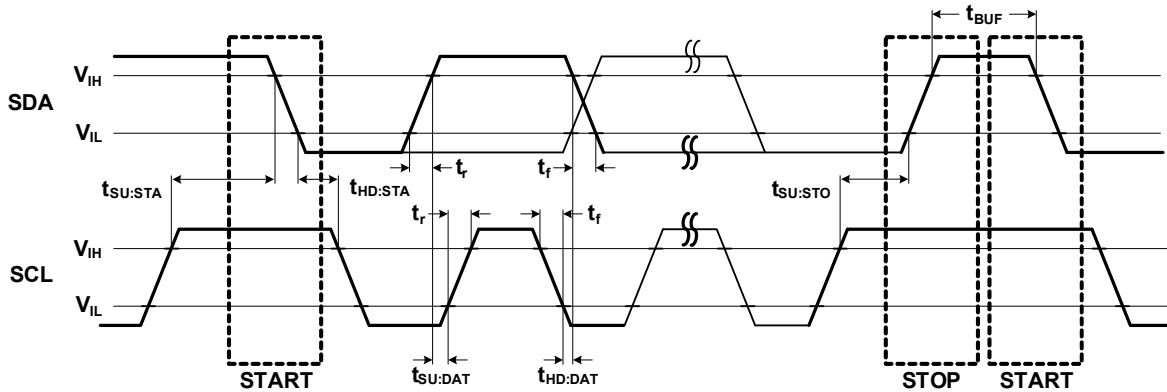 tBUF
VIH
SDA
VIL
tr
tf
tSU:STA
tHD:STA
tSU:STO
tr
tf
VIH
SCL
VIL
tSU:DAT
tHD:DAT
START
STOP
START